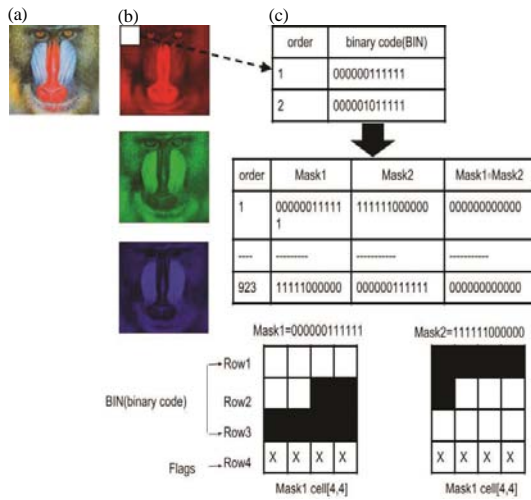 (a)
(b)
(c)
order binary code(BIN)
1 000000111111
2 000001011111
order Mask1 Mask2 Mask1∘Mask2
1 00000011111 111111000000 000000000000
1
---- --------- ----------- -----------
923 11111000000 000000111111 000000000000
Mask1=000000111111 Mask2=111111000000
Row1
BIN(binary code) Row2
Row3
Flags Row4 X X X X X X X X
Mask1 cell[4,4] Mask1 cell[4,4]